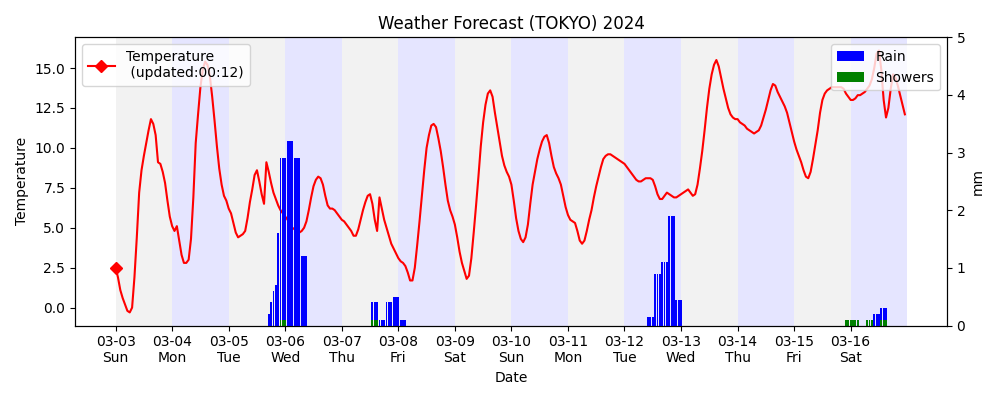 Weather Forecast (TOKYO) 2024
Temperature
(updated:00:12)
Rain
Showers
Temperature
15.0
12.5
10.0
7.5
5.0
2.5
0.0
5
4
3
2
1
0
mm
03-03 03-04 03-05 03-06 03-07 03-08 03-09 03-10 03-11 03-12 03-13 03-14 03-15 03-16
Sun Mon Tue Wed Thu Fri Sat Sun Mon Tue Wed Thu Fri Sat
Date